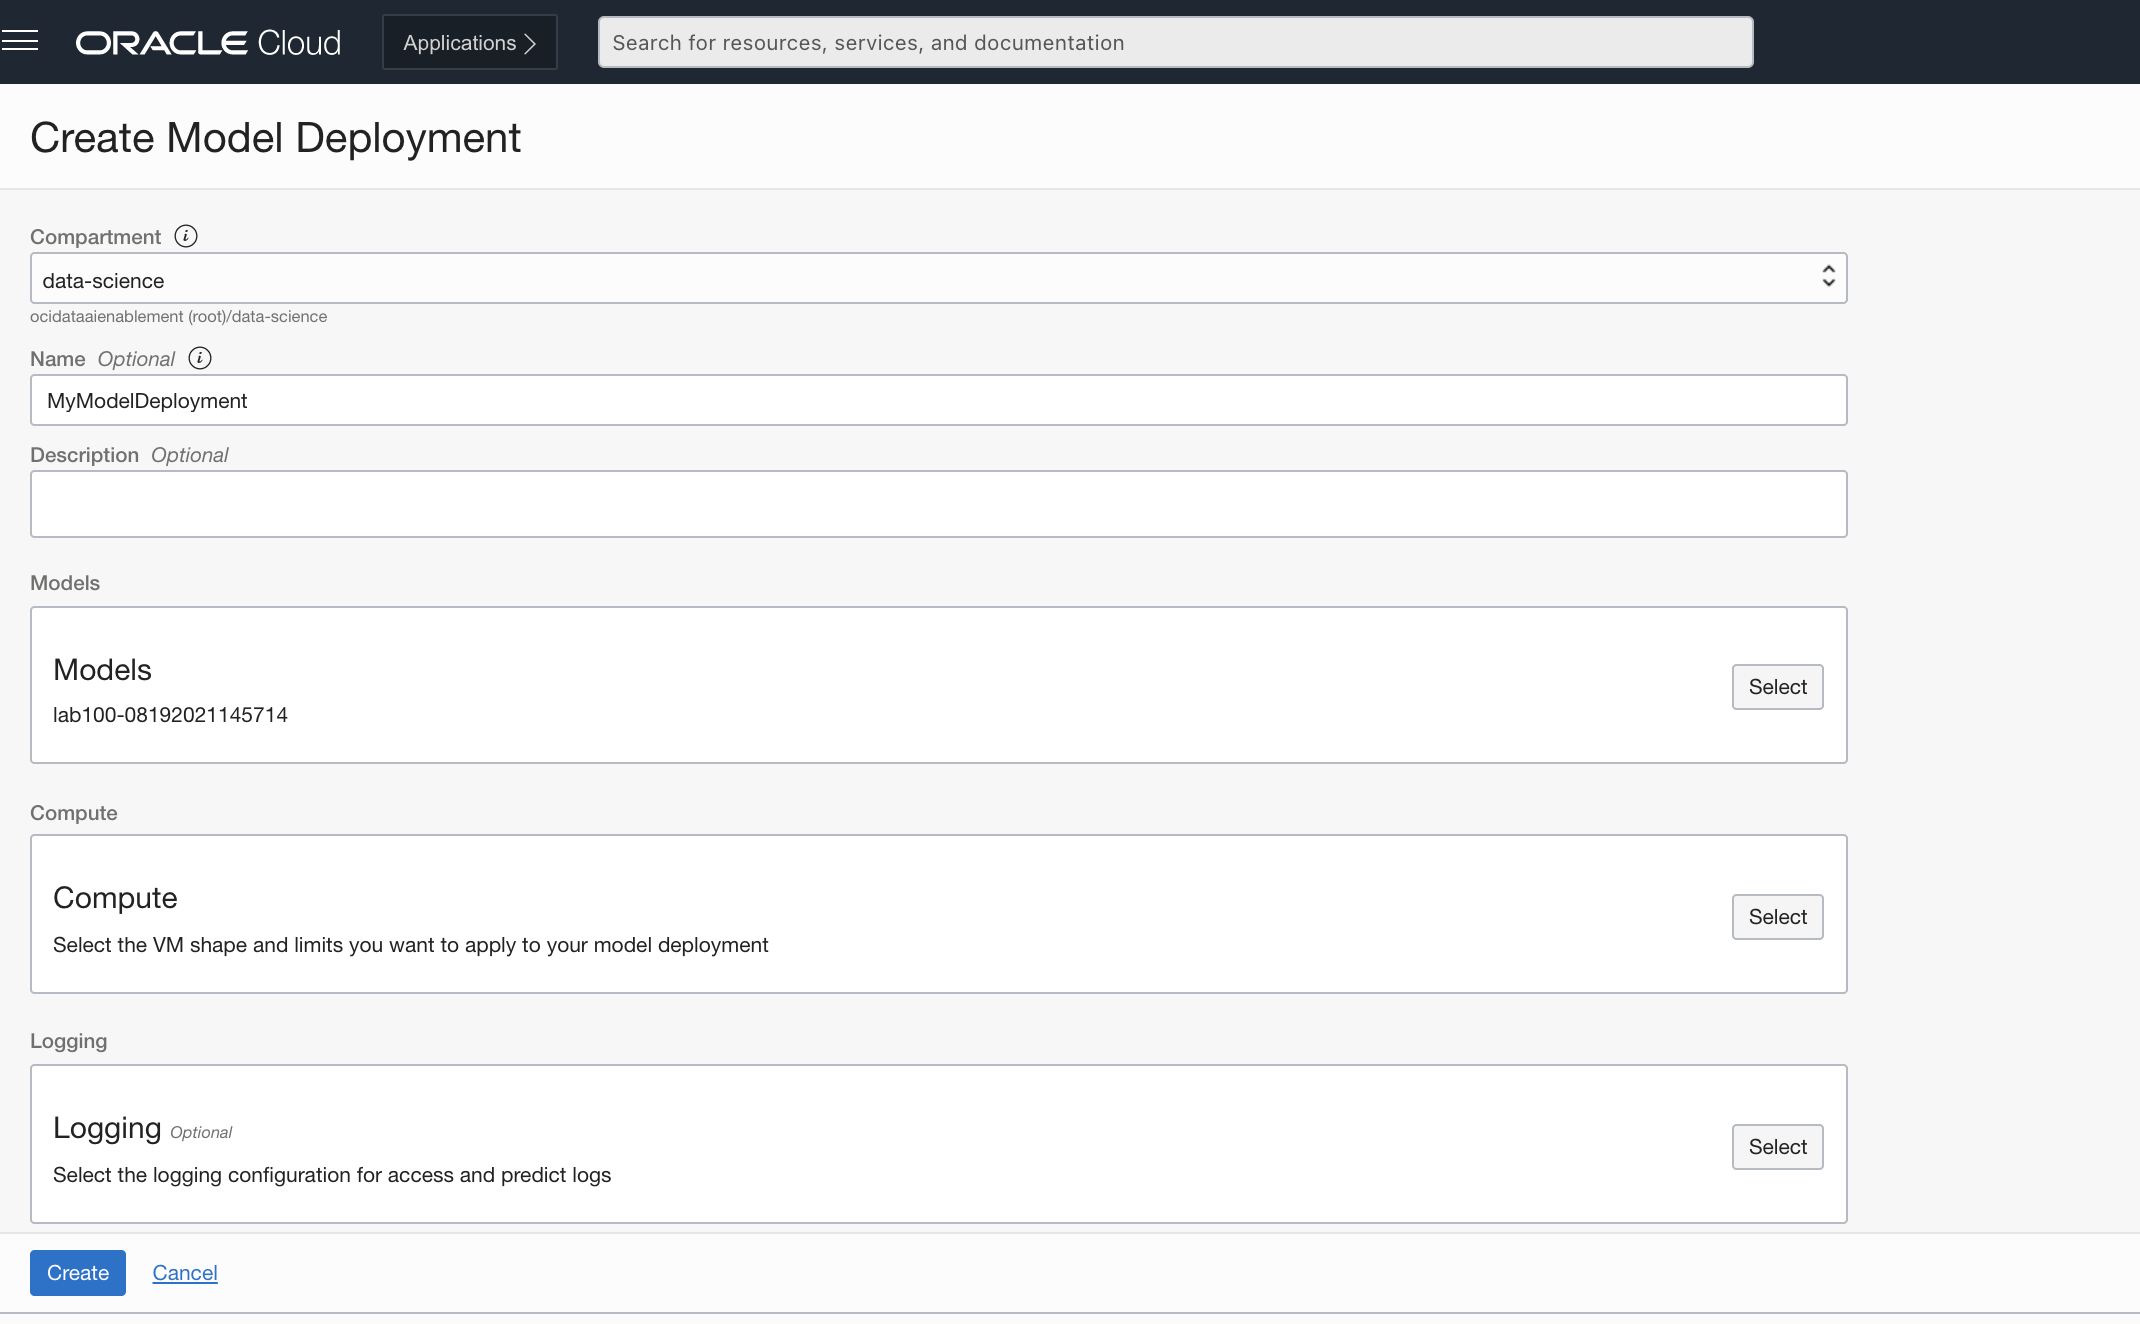 ORACLE Cloud
Applications
Search for resources, services, and documentation
Create Model Deployment
Compartment
data-science
ocidataaienablement (root)/data-science
Name Optional
MyModelDeployment
Description Optional
Models
Models
lab100-08192021145714
Select
Compute
Compute
Select the VM shape and limits you want to apply to your model deployment
Select
Logging
Logging Optional
Select the logging configuration for access and predict logs
Select
Create Cancel